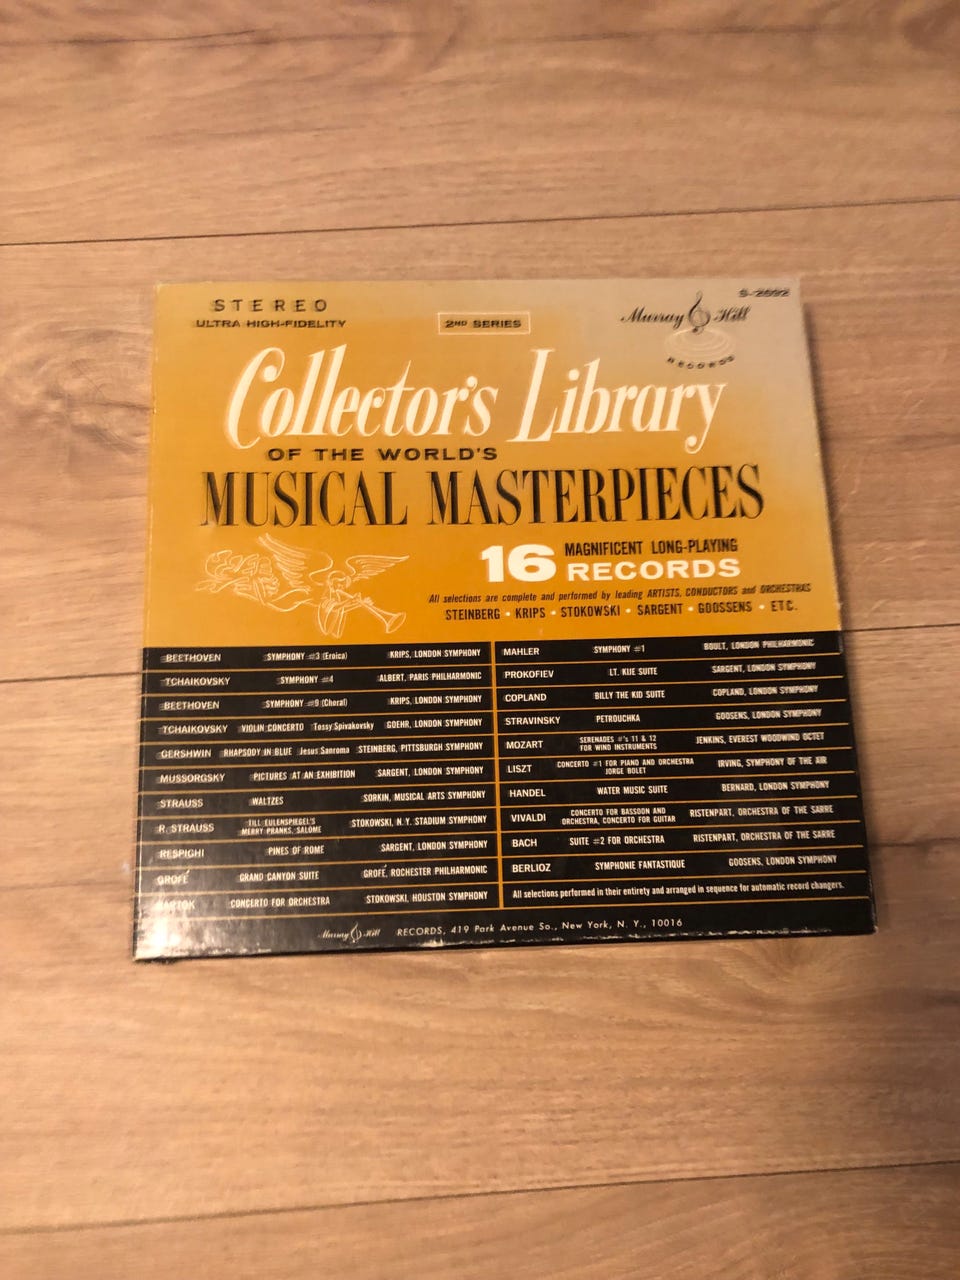 STEREO
ULTRA HIGH-FIDELITY
2ND SERIES
S-2692
Murray Hill
RECORDS
Collector's Library
OF THE WORLD'S
MUSICAL MASTERPIECES
16 MAGNIFICENT LONG-PLAYING
RECORDS
All selections are complete and performed by leading ARTISTS, CONDUCTORS and ORCHESTRAS
STEINBERG • KRIPS • STOKOWSKI • SARGENT • GOOSSENS • ETC.
BEETHOVEN SYMPHONY #3 (Eroica) KRIPS, LONDON SYMPHONY
TCHAIKOVSKY SYMPHONY #4 ALBERT, PARIS PHILHARMONIC
BEETHOVEN SYMPHONY #9 (Choral) KRIPS, LONDON SYMPHONY
TCHAIKOVSKY VIOLIN CONCERTO Tossy Spivakovsky GOEHR, LONDON SYMPHONY
GERSHWIN RHAPSODY IN BLUE Jesus Sanroma STEINBERG, PITTSBURGH SYMPHONY
MUSSORGSKY PICTURES AT AN EXHIBITION SARGENT, LONDON SYMPHONY
STRAUSS WALTZES SORKIN, MUSICAL ARTS SYMPHONY
R. STRAUSS TILL EULENSPIEGEL'S
MERRY PRANKS, SALOME STOKOWSKI, N.Y. STADIUM SYMPHONY
RESPIGHI PINES OF ROME SARGENT, LONDON SYMPHONY
GROFÉ GRAND CANYON SUITE GROFÉ, ROCHESTER PHILHARMONIC
BARTOK CONCERTO FOR ORCHESTRA STOKOWSKI, HOUSTON SYMPHONY
MAHLER SYMPHONY #1 BOULT, LONDON PHILHARMONIC
PROKOFIEV LT. KIJE SUITE SARGENT, LONDON SYMPHONY
COPLAND BILLY THE KID SUITE COPLAND, LONDON SYMPHONY
STRAVINSKY PETROUCHKA GOOSENS, LONDON SYMPHONY
MOZART SERENADES #'s 11 & 12
FOR WIND INSTRUMENTS JENKINS, EVEREST WOODWIND OCTET
LISZT CONCERTO #1 FOR PIANO AND ORCHESTRA
JORGE BOLET IRVING, SYMPHONY OF THE AIR
HANDEL WATER MUSIC SUITE BERNARD, LONDON SYMPHONY
VIVALDI CONCERTO FOR BASSOON AND
ORCHESTRA, CONCERTO FOR GUITAR RISTENPART, ORCHESTRA OF THE SARRE
BACH SUITE #2 FOR ORCHESTRA RISTENPART, ORCHESTRA OF THE SARRE
BERLIOZ SYMPHONIE FANTASTIQUE GOOSENS, LONDON SYMPHONY
All selections performed in their entirety and arranged in sequence for automatic record changers.
Murray Hill RECORDS, 419 Park Avenue So., New York, N. Y., 10016